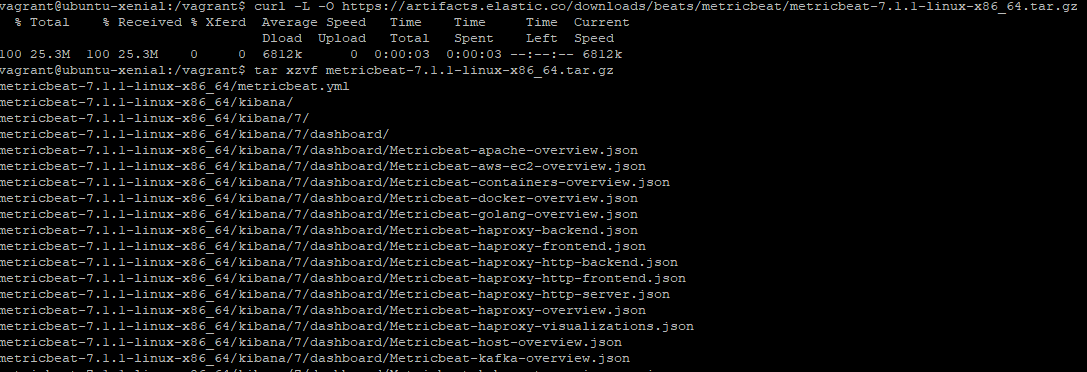 vagrant@ubuntu-xenial:/vagrant$ curl -L -O https://artifacts.elastic.co/downloads/beats/metricbeat/metricbeat-7.1.1-linux-x86_64.tar.gz
% Total % Received % Xferd Average Speed Time Time Time Current
Dload Upload Total Spent Left Speed
100 25.3M 100 25.3M 0 0 6812k 0 0:00:03 0:00:03 --:--:-- 6812k
vagrant@ubuntu-xenial:/vagrant$ tar xzvf metricbeat-7.1.1-linux-x86_64.tar.gz
metricbeat-7.1.1-linux-x86_64/metricbeat.yml
metricbeat-7.1.1-linux-x86_64/kibana/
metricbeat-7.1.1-linux-x86_64/kibana/7/
metricbeat-7.1.1-linux-x86_64/kibana/7/dashboard/
metricbeat-7.1.1-linux-x86_64/kibana/7/dashboard/Metricbeat-apache-overview.json
metricbeat-7.1.1-linux-x86_64/kibana/7/dashboard/Metricbeat-aws-ec2-overview.json
metricbeat-7.1.1-linux-x86_64/kibana/7/dashboard/Metricbeat-containers-overview.json
metricbeat-7.1.1-linux-x86_64/kibana/7/dashboard/Metricbeat-docker-overview.json
metricbeat-7.1.1-linux-x86_64/kibana/7/dashboard/Metricbeat-golang-overview.json
metricbeat-7.1.1-linux-x86_64/kibana/7/dashboard/Metricbeat-haproxy-backend.json
metricbeat-7.1.1-linux-x86_64/kibana/7/dashboard/Metricbeat-haproxy-frontend.json
metricbeat-7.1.1-linux-x86_64/kibana/7/dashboard/Metricbeat-haproxy-http-backend.json
metricbeat-7.1.1-linux-x86_64/kibana/7/dashboard/Metricbeat-haproxy-http-frontend.json
metricbeat-7.1.1-linux-x86_64/kibana/7/dashboard/Metricbeat-haproxy-http-server.json
metricbeat-7.1.1-linux-x86_64/kibana/7/dashboard/Metricbeat-haproxy-overview.json
metricbeat-7.1.1-linux-x86_64/kibana/7/dashboard/Metricbeat-haproxy-visualizations.json
metricbeat-7.1.1-linux-x86_64/kibana/7/dashboard/Metricbeat-host-overview.json
metricbeat-7.1.1-linux-x86_64/kibana/7/dashboard/Metricbeat-kafka-overview.json